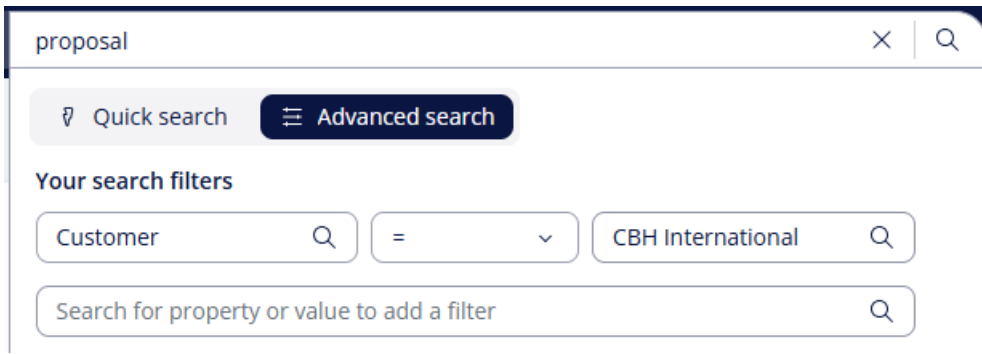 proposal
Quick search Advanced search
Your search filters
Customer = CBH International
Search for property or value to add a filter